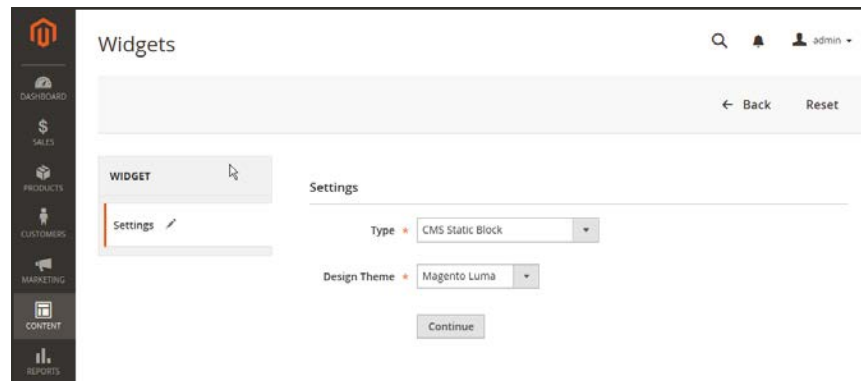 Widgets
admin
DASHBOARD
← Back Reset
SALES
PRODUCTS
WIDGET
Settings
Settings
Type * CMS Static Block
CUSTOMERS
MARKETING
Design Theme * Magento Luma
CONTENT
Continue
REPORTS